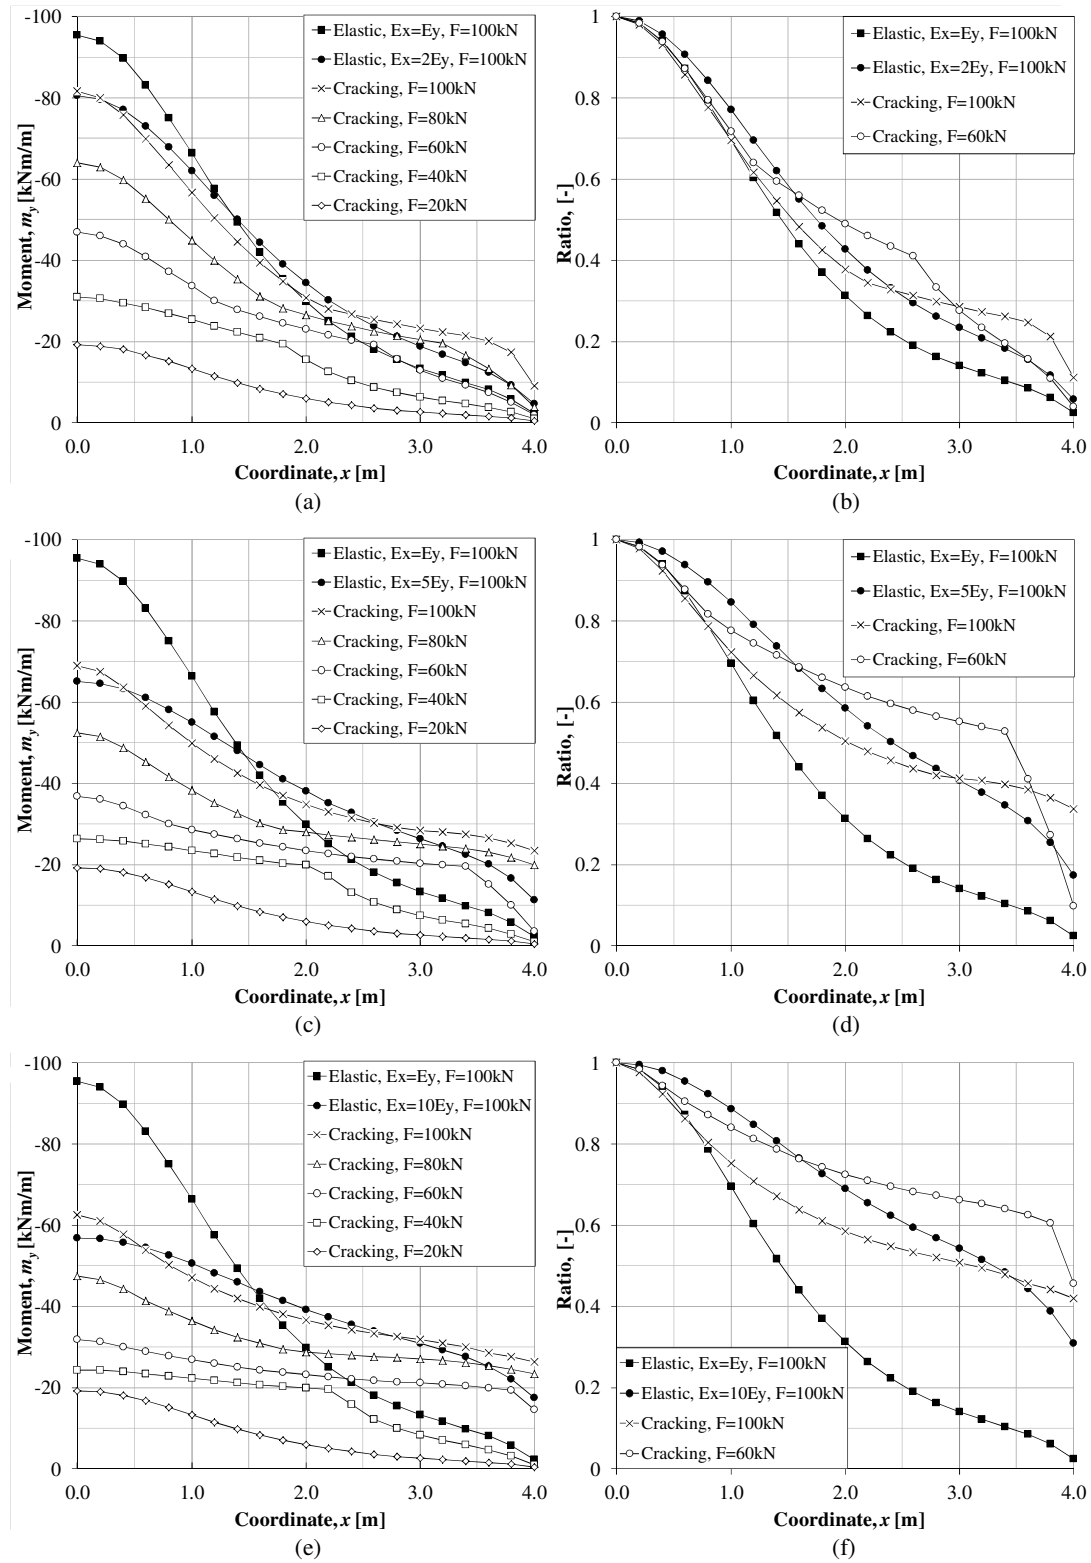 Moment, m_y [kNm/m]
-100
-80
-60
-40
-20
0
Elastic, Ex=Ey, F=100kN
Elastic, Ex=2Ey, F=100kN
Cracking, F=100kN
Cracking, F=80kN
Cracking, F=60kN
Cracking, F=40kN
Cracking, F=20kN
0.0 1.0 2.0 3.0 4.0
Coordinate, x [m]
(a)
Ratio, [-]
1
0.8
0.6
0.4
0.2
0
Elastic, Ex=Ey, F=100kN
Elastic, Ex=2Ey, F=100kN
Cracking, F=100kN
Cracking, F=60kN
0.0 1.0 2.0 3.0 4.0
Coordinate, x [m]
(b)
Moment, m_y [kNm/m]
-100
-80
-60
-40
-20
0
Elastic, Ex=Ey, F=100kN
Elastic, Ex=5Ey, F=100kN
Cracking, F=100kN
Cracking, F=80kN
Cracking, F=60kN
Cracking, F=40kN
Cracking, F=20kN
0.0 1.0 2.0 3.0 4.0
Coordinate, x [m]
(c)
Ratio, [-]
1
0.8
0.6
0.4
0.2
0
Elastic, Ex=Ey, F=100kN
Elastic, Ex=5Ey, F=100kN
Cracking, F=100kN
Cracking, F=60kN
0.0 1.0 2.0 3.0 4.0
Coordinate, x [m]
(d)
Moment, m_y [kNm/m]
-100
-80
-60
-40
-20
0
Elastic, Ex=Ey, F=100kN
Elastic, Ex=10Ey, F=100kN
Cracking, F=100kN
Cracking, F=80kN
Cracking, F=60kN
Cracking, F=40kN
Cracking, F=20kN
0.0 1.0 2.0 3.0 4.0
Coordinate, x [m]
(e)
Ratio, [-]
1
0.8
0.6
0.4
0.2
0
Elastic, Ex=Ey, F=100kN
Elastic, Ex=10Ey, F=100kN
Cracking, F=100kN
Cracking, F=60kN
0.0 1.0 2.0 3.0 4.0
Coordinate, x [m]
(f)